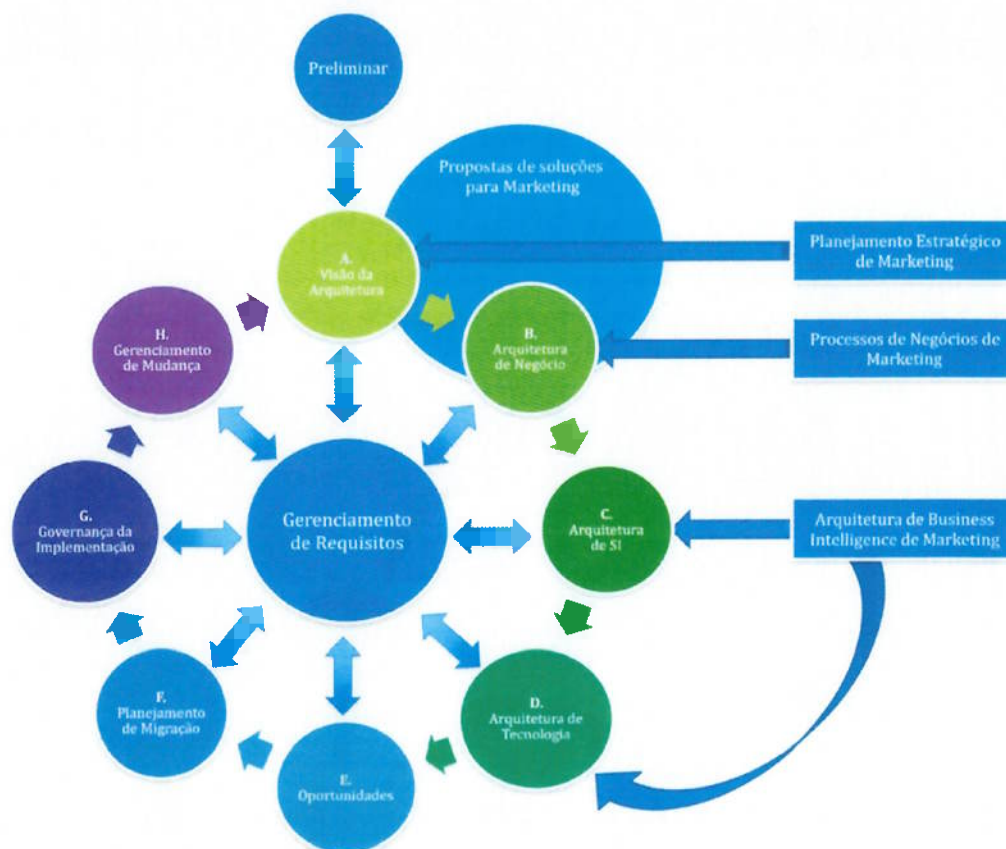 Preliminar
Propostas de soluções
para Marketing
A.
Visão da
Arquitetura
Planejamento Estratégico
de Marketing
H.
Gerenciamento
de Mudança
B.
Arquitetura
de Negócio
Processos de Negócios de
Marketing
G.
Governança da
Implementação
Gerenciamento
de Requisitos
C.
Arquitetura
de SI
Arquitetura de Business
Intelligence de Marketing
F.
Planejamento
de Migração
D.
Arquitetura de
Tecnologia
E.
Oportunidades